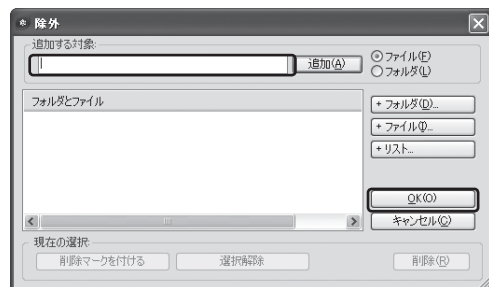 除外
追加する対象:
追加(A)
ファイル(F)
フォルダ(L)
フォルダとファイル
+ フォルダ(D)...
+ ファイル(I)...
+ リスト...
OK(O)
キャンセル(C)
現在の選択
削除マークを付ける
選択解除
削除(R)